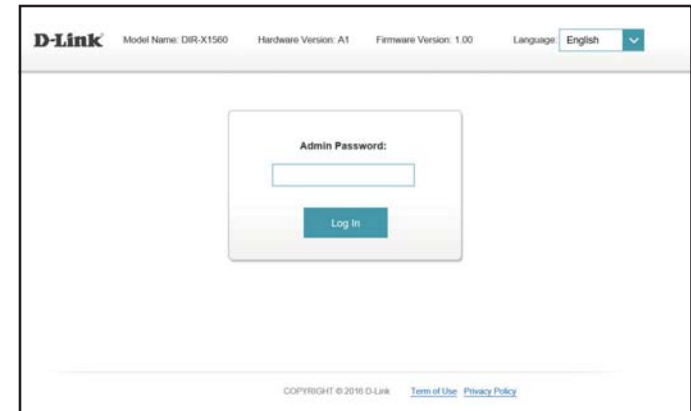 D-Link Model Name: DIR-X1560 Hardware Version: A1 Firmware Version: 1.00 Language: English
Admin Password:
Log In
COPYRIGHT © 2016 D-Link Term of Use Privacy Policy